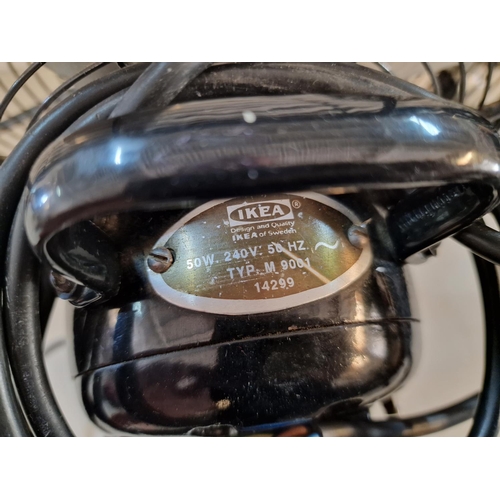 IKEA ®
Design and Quality
IKEA of Sweden
50W. 240V. 50 HZ. ~
TYP. M 9001
14299